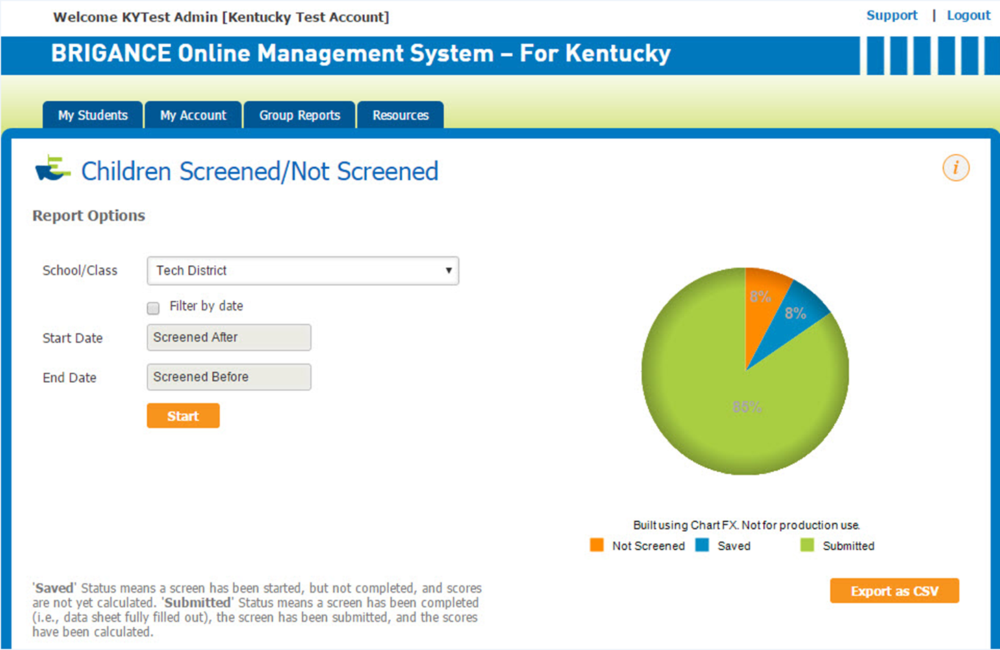 Welcome KYTest Admin [Kentucky Test Account]
Support | Logout
BRIGANCE Online Management System – For Kentucky
My Students
My Account
Group Reports
Resources
Children Screened/Not Screened
i
Report Options
School/Class
Tech District
Filter by date
Start Date
Screened After
End Date
Screened Before
Start
8%
8%
85%
Built using Chart FX. Not for production use.
Not Screened
Saved
Submitted
'Saved' Status means a screen has been started, but not completed, and scores
are not yet calculated. 'Submitted' Status means a screen has been completed
(i.e., data sheet fully filled out), the screen has been submitted, and the scores
have been calculated.
Export as CSV